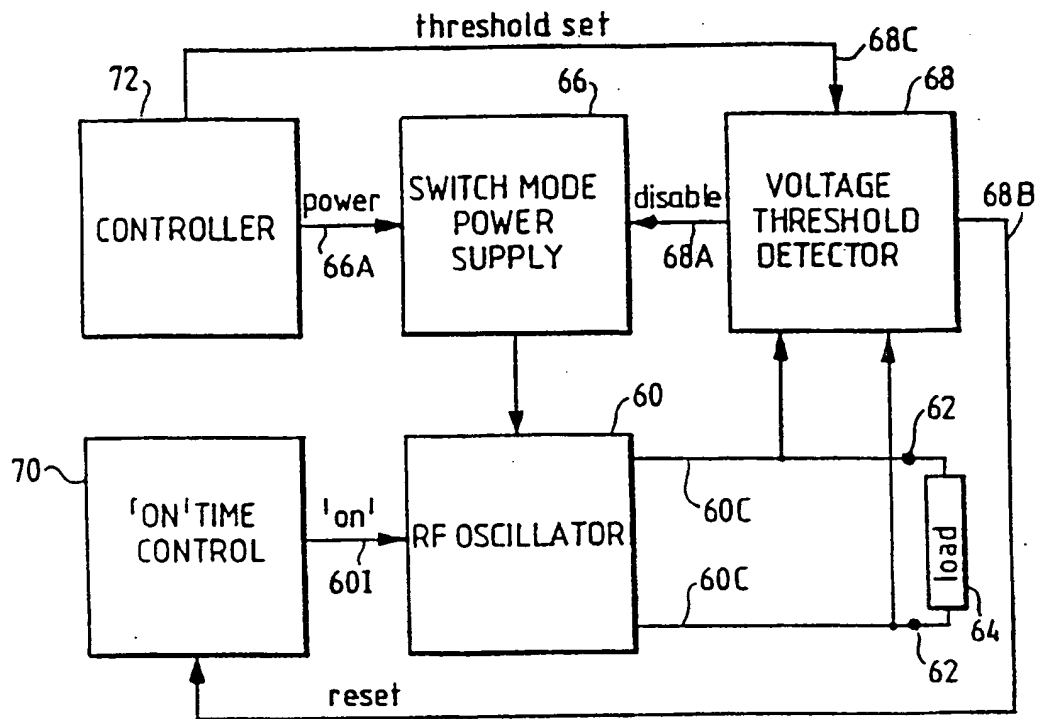 threshold set
68C
72
66
68
CONTROLLER
power
66A
SWITCH MODE
POWER
SUPPLY
disable
68A
VOLTAGE
THRESHOLD
DETECTOR
68B
60
62
70
'ON' TIME
CONTROL
'on'
60I
RF OSCILLATOR
60C
60C
load
64
62
reset